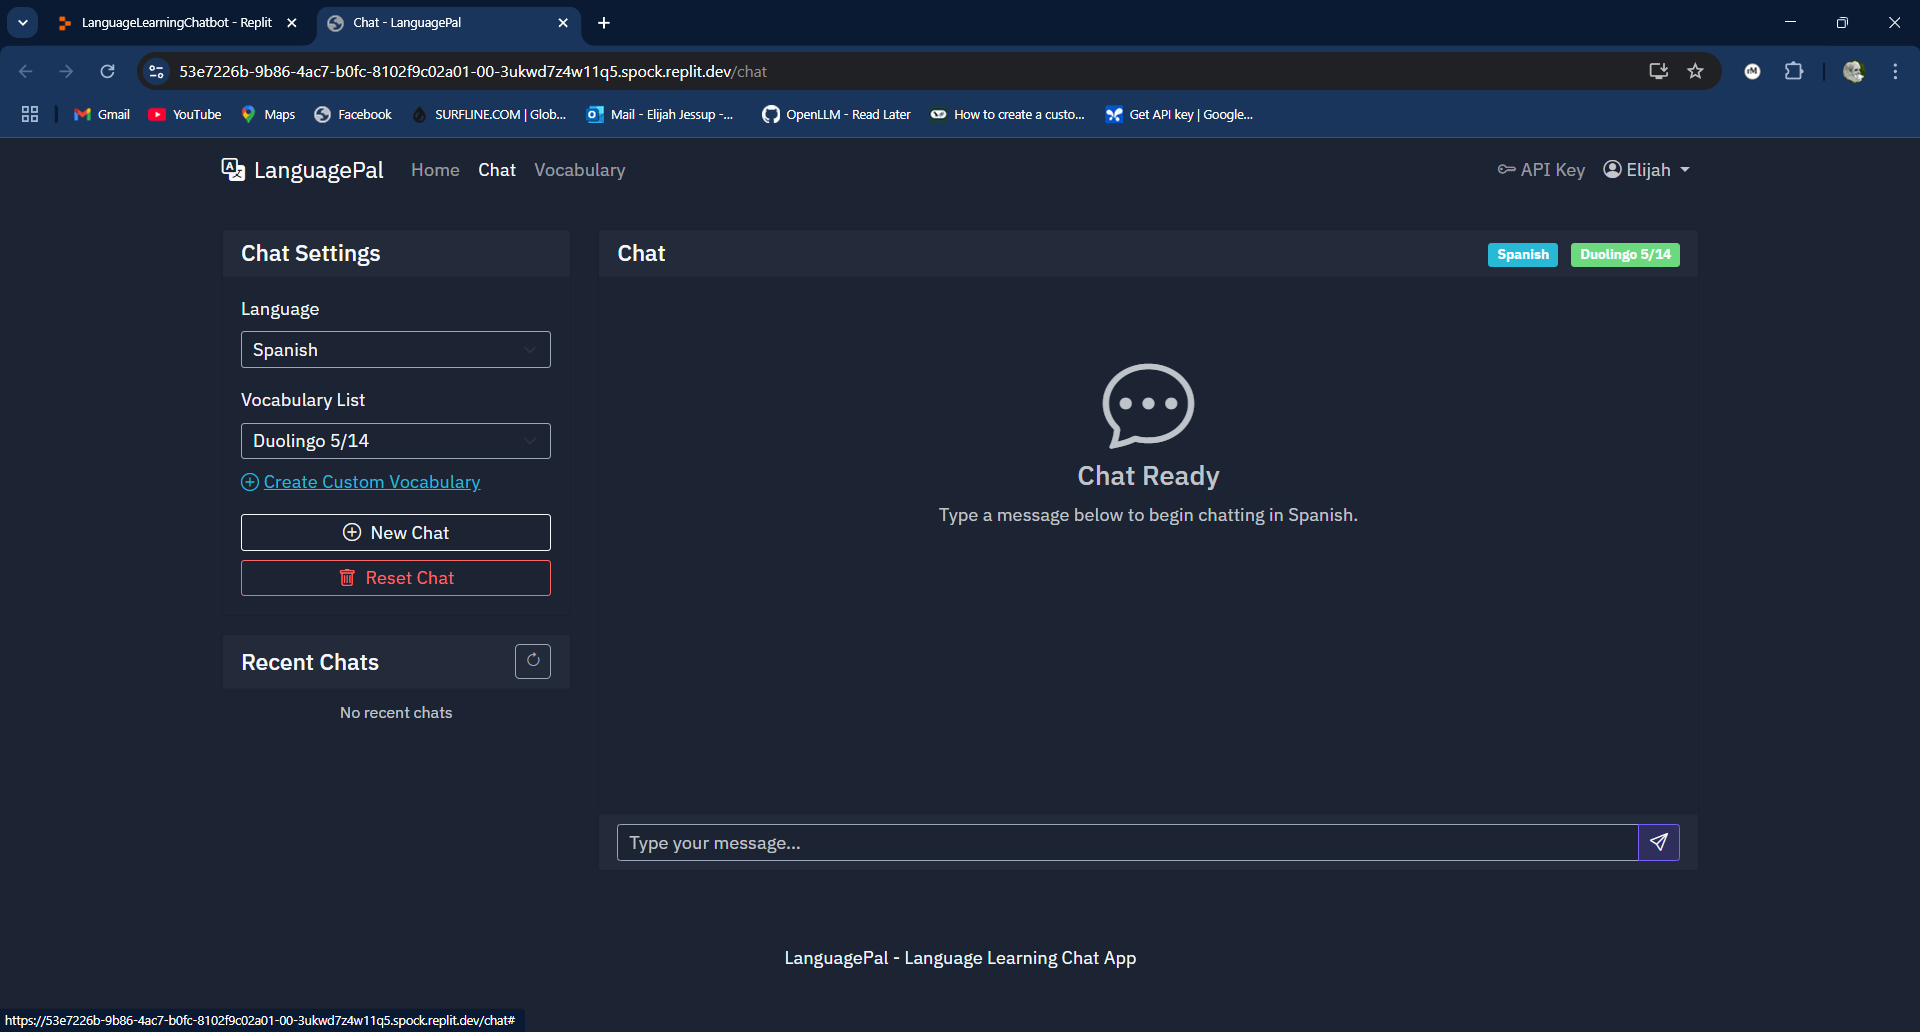 LanguageLearningChatbot - Replit
Chat - LanguagePal
53e7226b-9b86-4ac7-b0fc-8102f9c02a01-00-3ukwd7z4w11q5.spock.replit.dev/chat
Gmail YouTube Maps Facebook SURFLINE.COM | Glob... Mail - Elijah Jessup -... OpenLLM - Read Later How to create a custo... Get API key | Google...
LanguagePal Home Chat Vocabulary API Key Elijah
Chat Settings
Language
Spanish
Vocabulary List
Duolingo 5/14
Create Custom Vocabulary
New Chat
Reset Chat
Recent Chats
No recent chats
Chat Spanish Duolingo 5/14
Chat Ready
Type a message below to begin chatting in Spanish.
Type your message...
LanguagePal - Language Learning Chat App
https://53e7226b-9b86-4ac7-b0fc-8102f9c02a01-00-3ukwd7z4w11q5.spock.replit.dev/chat#